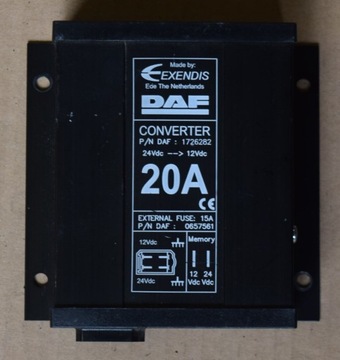 Made by:
EXENDIS
Ede The Netherlands
DAF
CONVERTER
P/N DAF : 1726282
24Vdc --> 12Vdc
20A
CE
EXTERNAL FUSE: 15A
P/N DAF : 0657561
12Vdc
24Vdc
Memory
12 24
Vdc Vdc